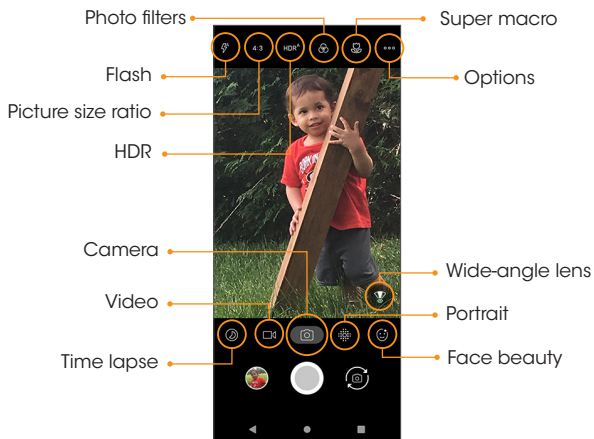 Photo filters
Super macro
4:3
HDRA
Flash
Options
Picture size ratio
HDR
Camera
Wide-angle lens
Video
Portrait
Time lapse
Face beauty